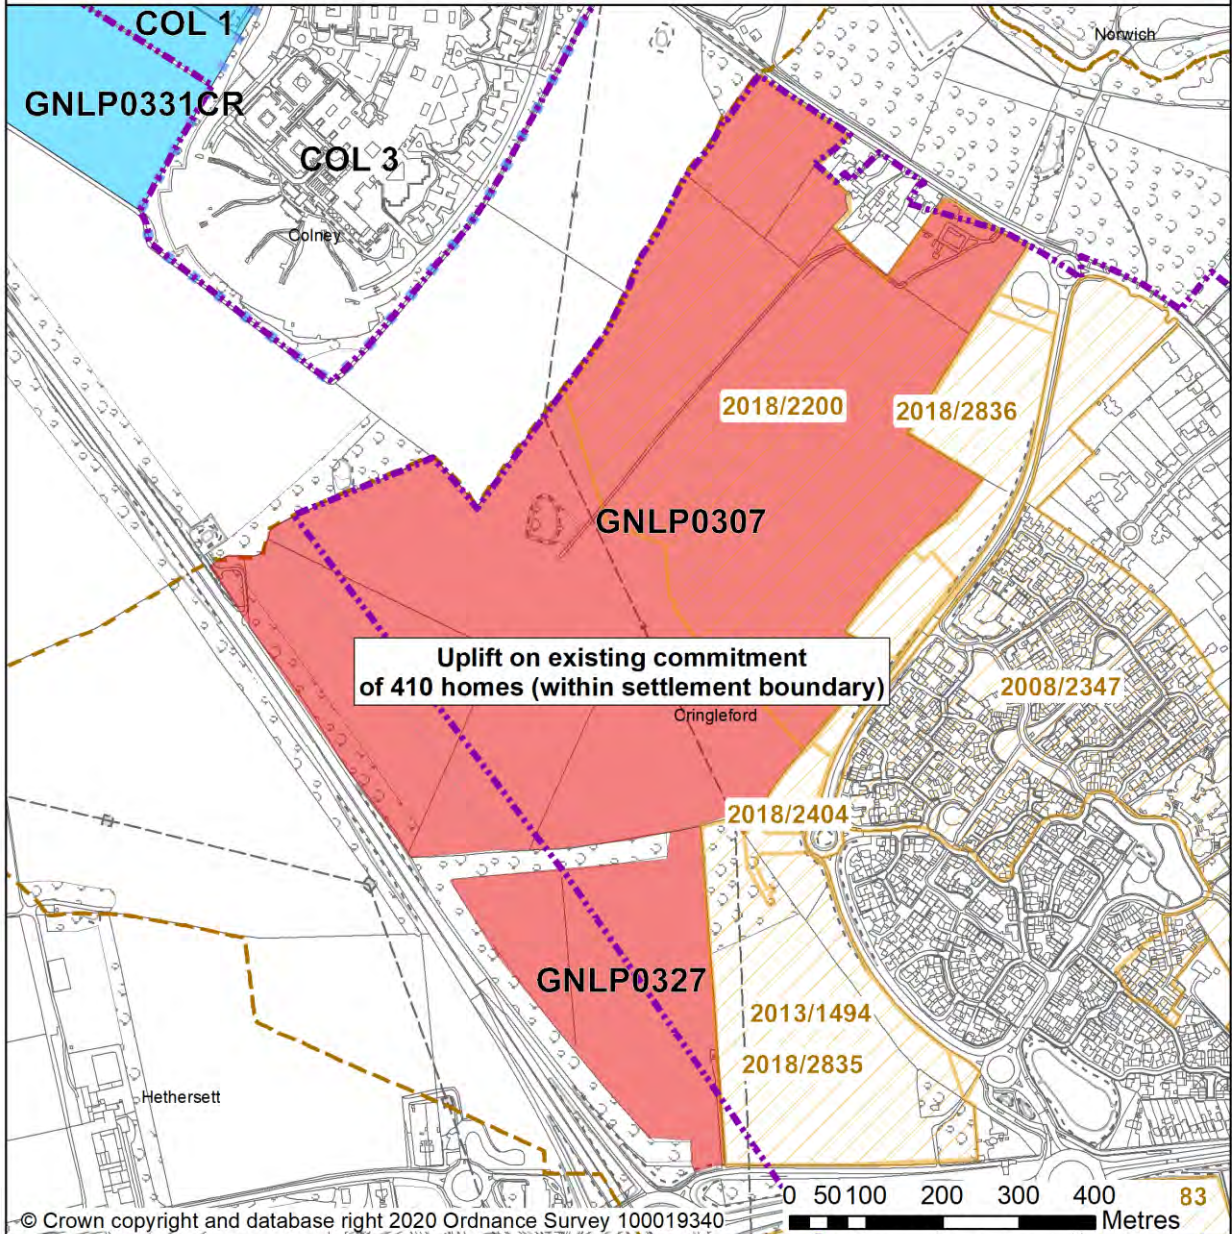 COL 1
Norwich
GNLP0331CR
COL 3
Colney
2018/2200
2018/2836
GNLP0307
Uplift on existing commitment
of 410 homes (within settlement boundary)
2008/2347
Cringleford
2018/2404
GNLP0327
2013/1494
2018/2835
Hethersett
0 50 100 200 300 400
83
Metres
© Crown copyright and database right 2020 Ordnance Survey 100019340